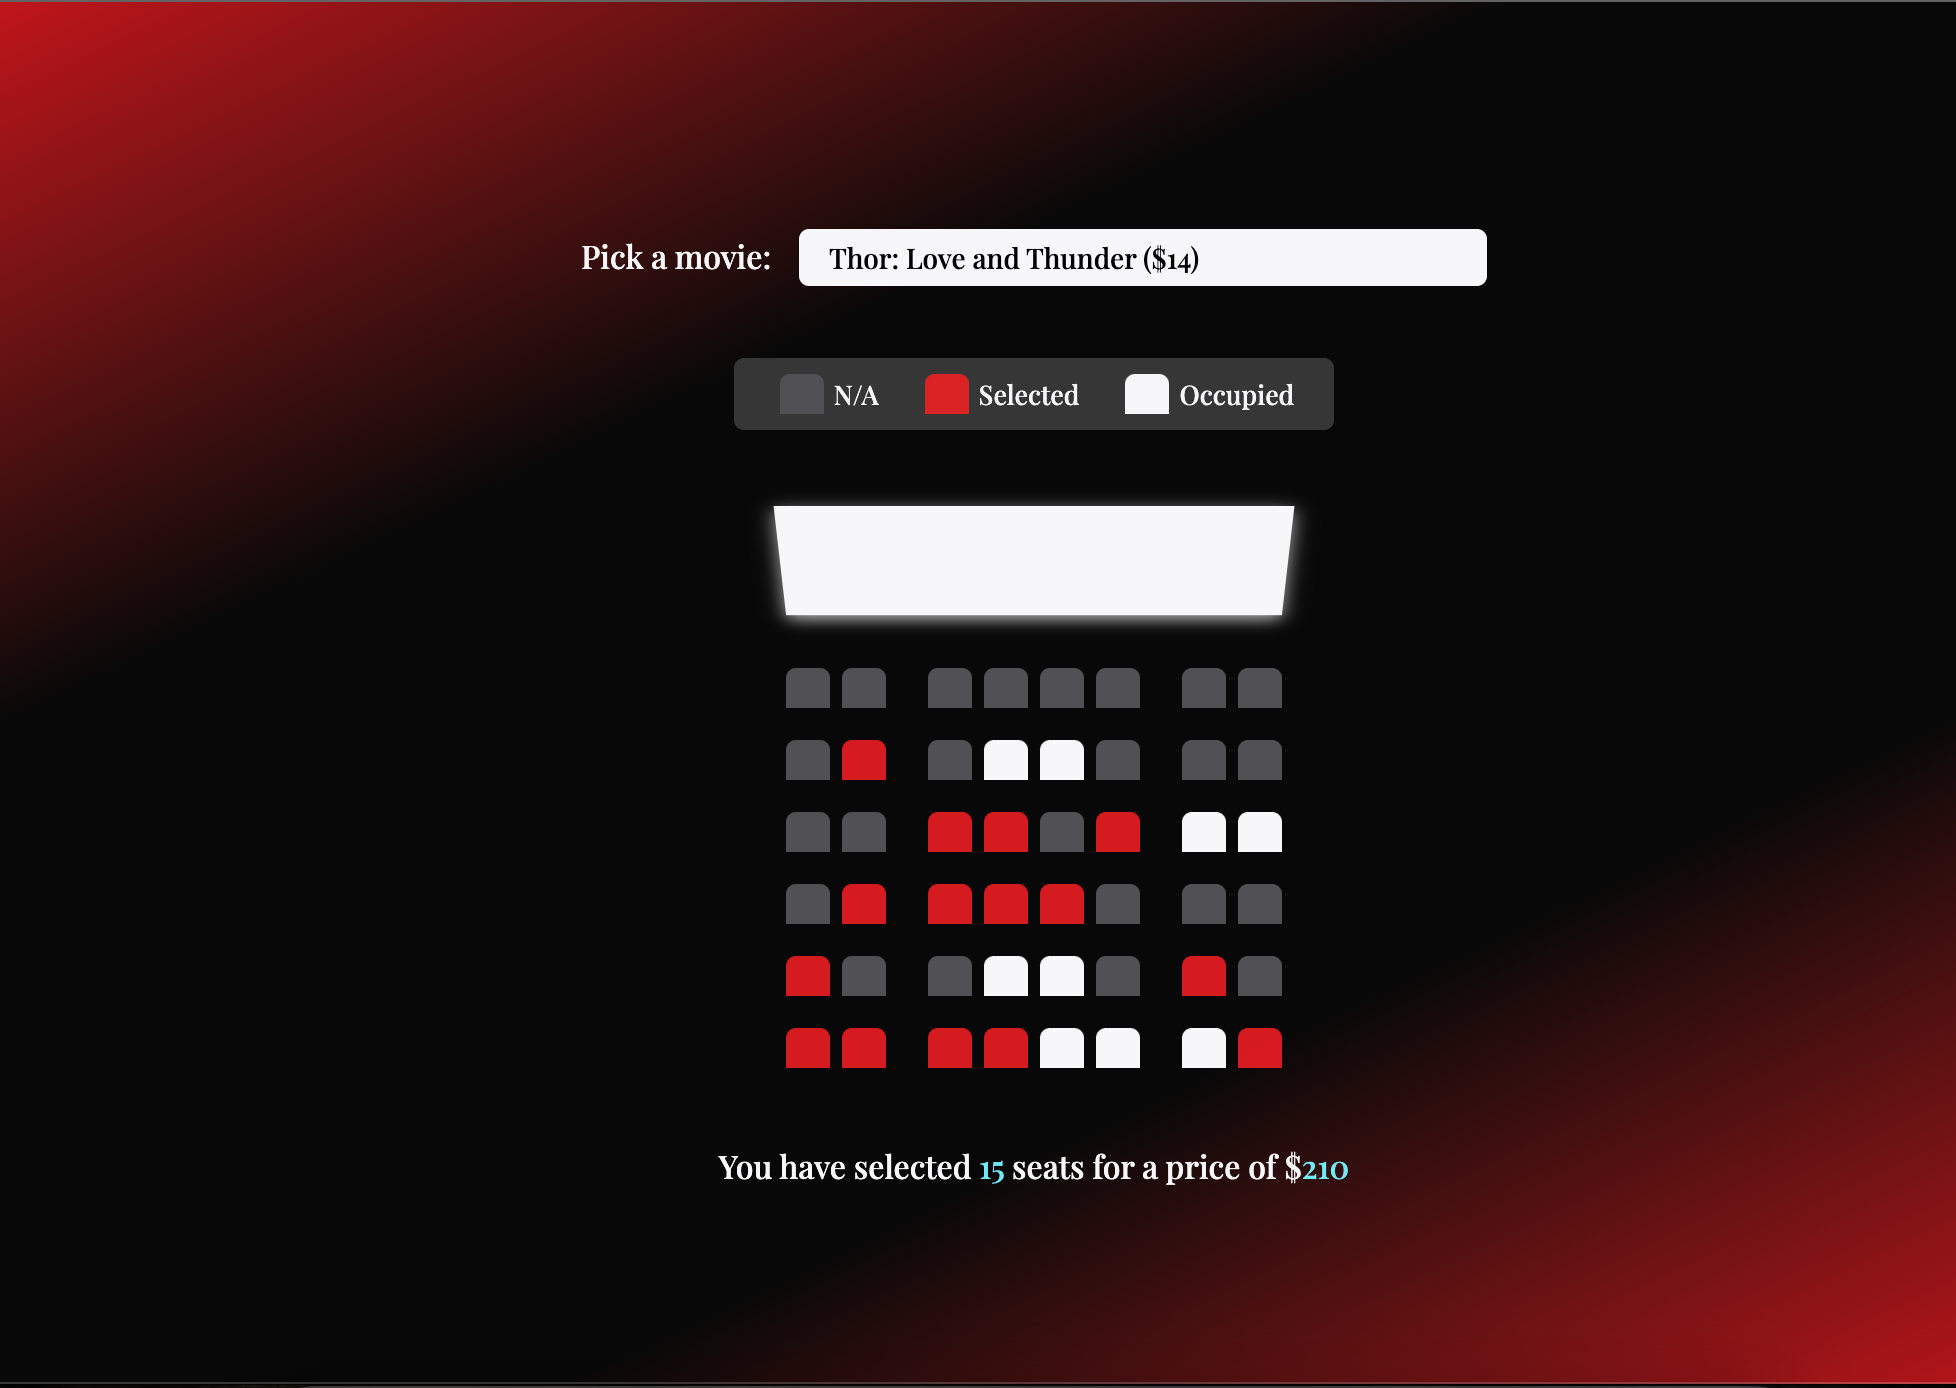 Pick a movie: Thor: Love and Thunder ($14)
N/A Selected Occupied
You have selected 15 seats for a price of $210